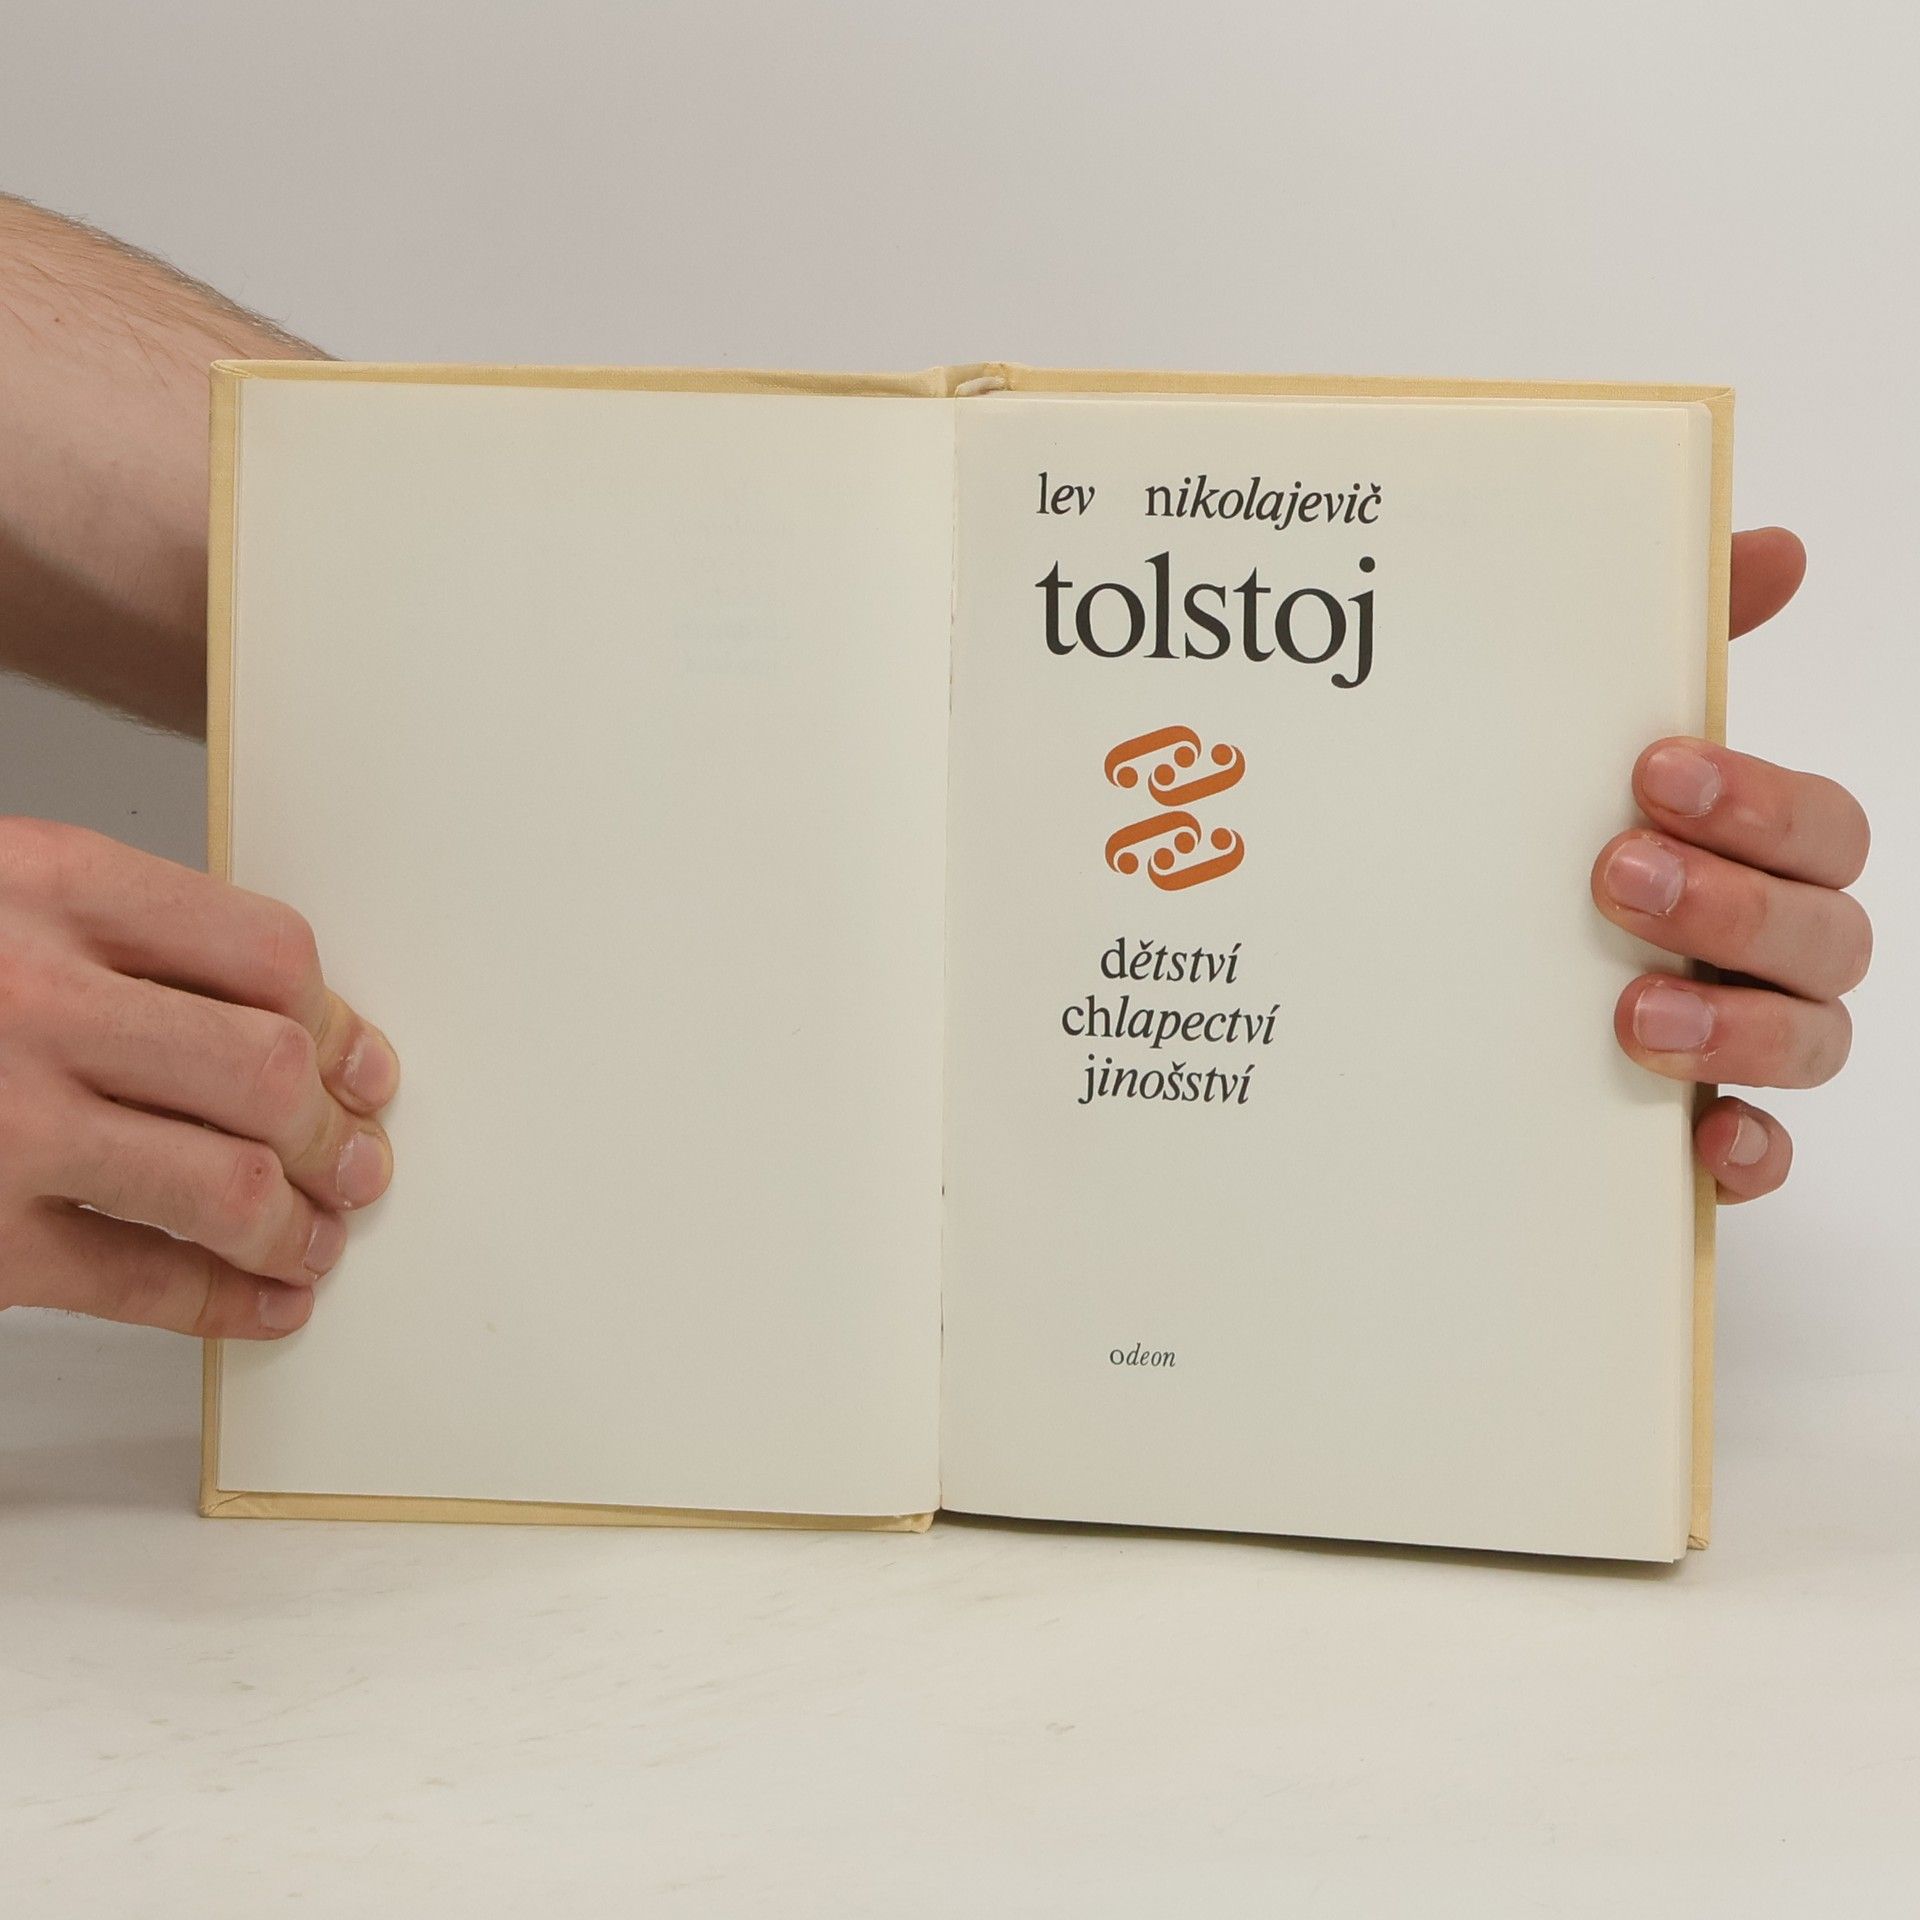 lev nikolajevič
tolstoj
dětství
chlapectví
jinošství
odeon